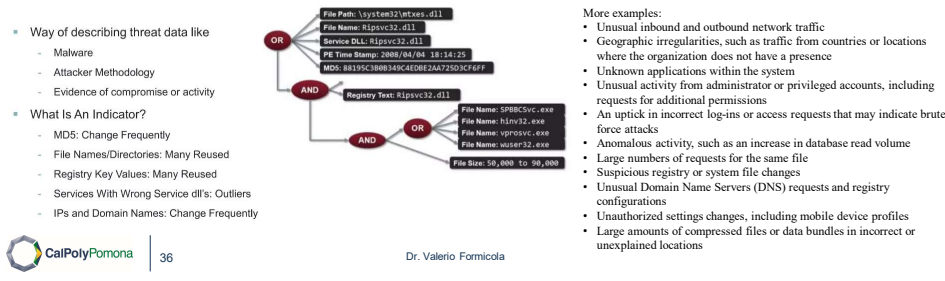 Way of describing threat data like
- Malware
- Attacker Methodology
- Evidence of compromise or activity
What Is An Indicator?
- MD5: Change Frequently
- File Names/Directories: Many Reused
- Registry Key Values: Many Reused
- Services With Wrong Service dll's: Outliers
- IPs and Domain Names: Change Frequently
OR
File Path: \system32\mtxes.dll
File Name: Ripsvc32.dll
Service DLL: Ripsvc32.dll
PE Time Stamp: 2008/04/04 18:14:25
MD5: 88195C3B0B349C4EDBE2AA725D3CF6FF
AND
Registry Text: Ripsvc32.dll
AND
OR
File Name: SPBBCSvc.exe
File Name: hinv32.exe
File Name: vprosvc.exe
File Name: wuser32.exe
File Size: 50,000 to 90,000
More examples:
• Unusual inbound and outbound network traffic
• Geographic irregularities, such as traffic from countries or locations
where the organization does not have a presence
• Unknown applications within the system
• Unusual activity from administrator or privileged accounts, including
requests for additional permissions
• An uptick in incorrect log-ins or access requests that may indicate brute
force attacks
• Anomalous activity, such as an increase in database read volume
• Large numbers of requests for the same file
• Suspicious registry or system file changes
• Unusual Domain Name Servers (DNS) requests and registry
configurations
• Unauthorized settings changes, including mobile device profiles
• Large amounts of compressed files or data bundles in incorrect or
unexplained locations
CalPolyPomona
36
Dr. Valerio Formicola